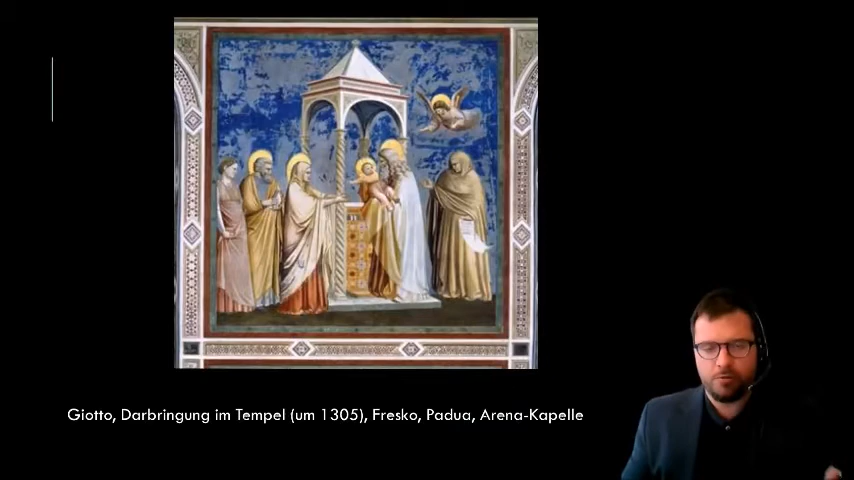 Giotto, Darbringung im Tempel (um 1305), Fresko, Padua, Arena-Kapelle